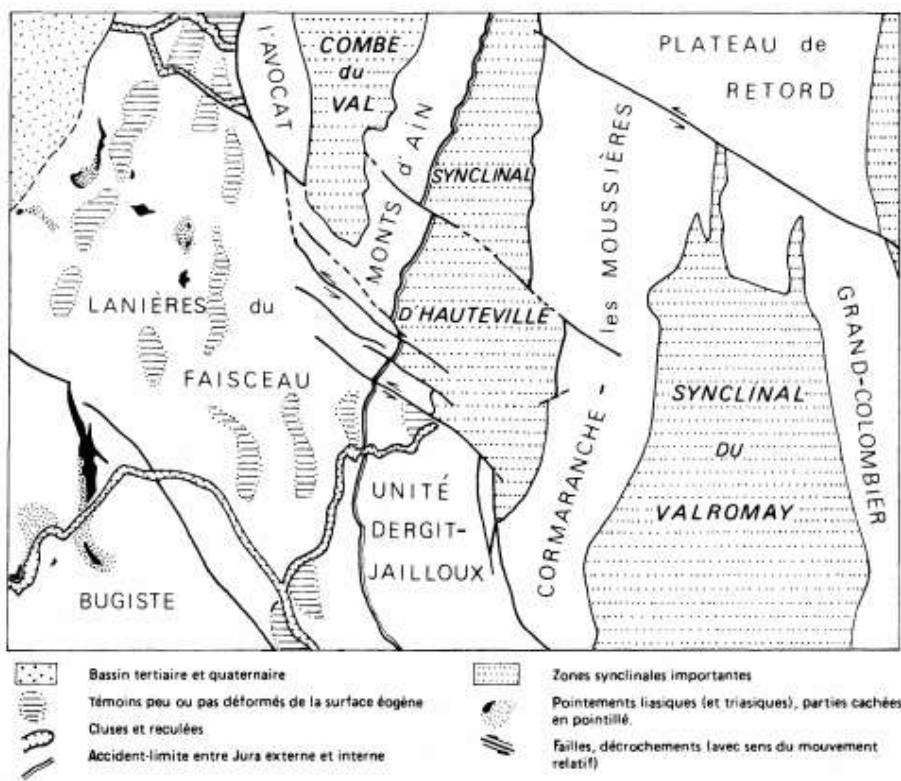 l'AVOCAT
COMBE
du
VAL
PLATEAU de
RETORD
MONTS d'AIN
SYNCLINAL
D'HAUTEVILLE
CORMARANCHE - les MOUSSIÈRES
LANIÈRES du
FAISCEAU
BUGISTE
UNITÉ
DERGIT-
JAILLOUX
SYNCLINAL
DU
VALROMAY
GRAND-COLOMBIER
Bassin tertiaire et quaternaire
Témoins peu ou pas déformés de la surface éogène
Cluses et reculées
Accident-limite entre Jura externe et interne
Zones synclinales importantes
Pointements liasiques (et triasiques), parties cachées
en pointillé.
Failles, décrochements (avec sens du mouvement
relatif)